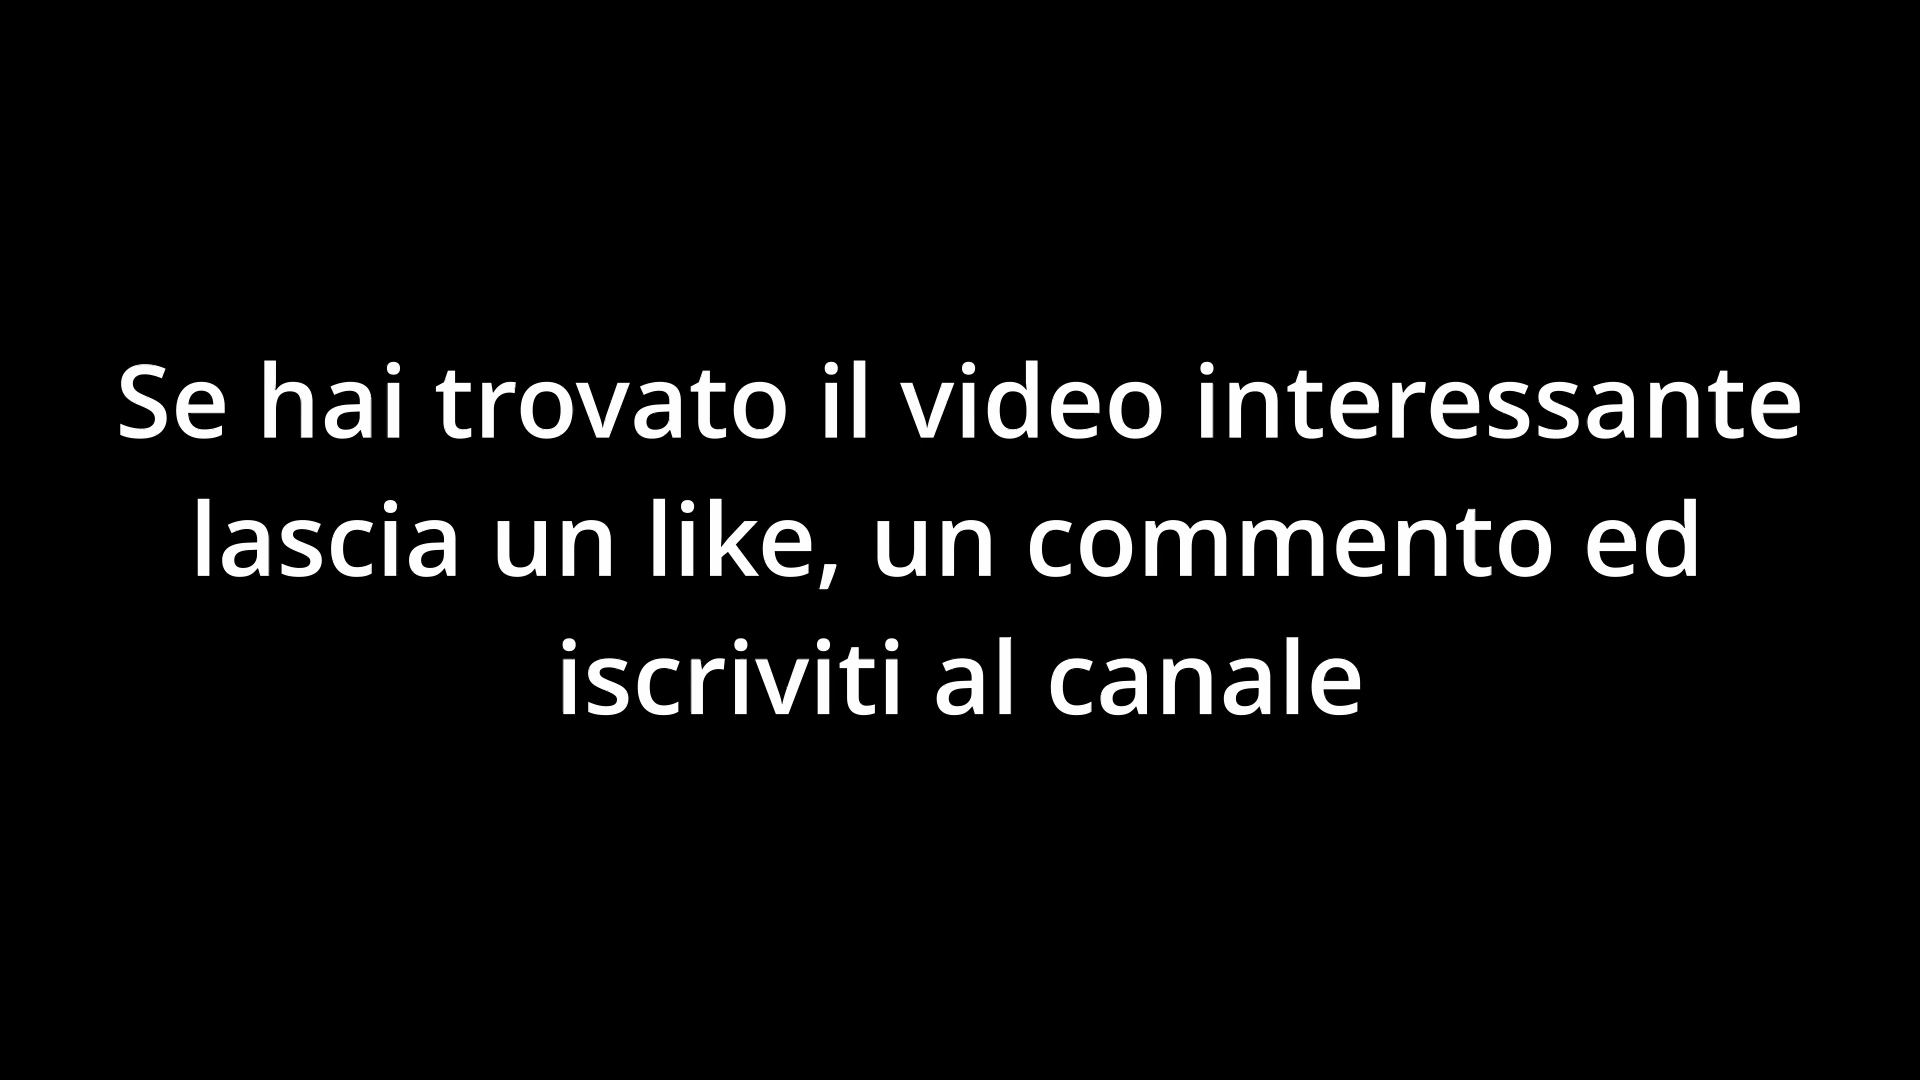 Se hai trovato il video interessante
lascia un like, un commento ed
iscriviti al canale